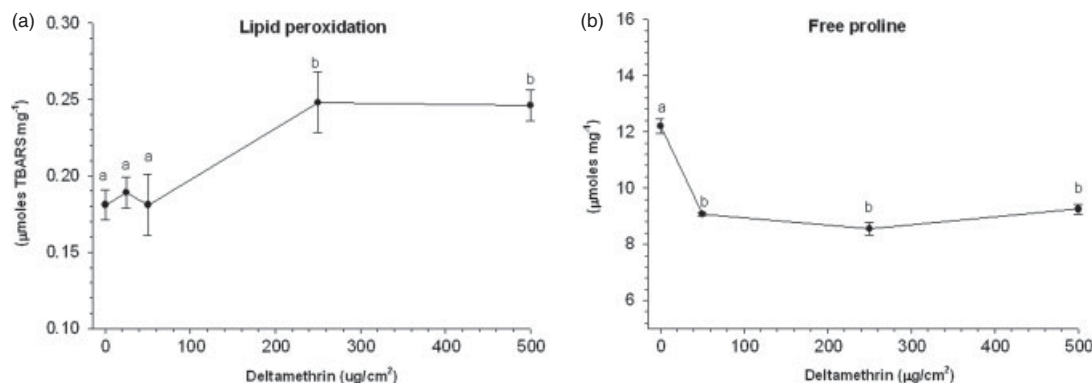 (a)
Lipid peroxidation
(μmoles TBARS mg⁻¹)
0.30
0.25
0.20
0.15
0.10
a
a
a
b
b
0 100 200 300 400 500
Deltamethrin (ug/cm²)
(b)
Free proline
(μmoles mg⁻¹)
16
14
12
10
8
6
a
b
b
b
0 100 200 300 400 500
Deltamethrin (μg/cm²)